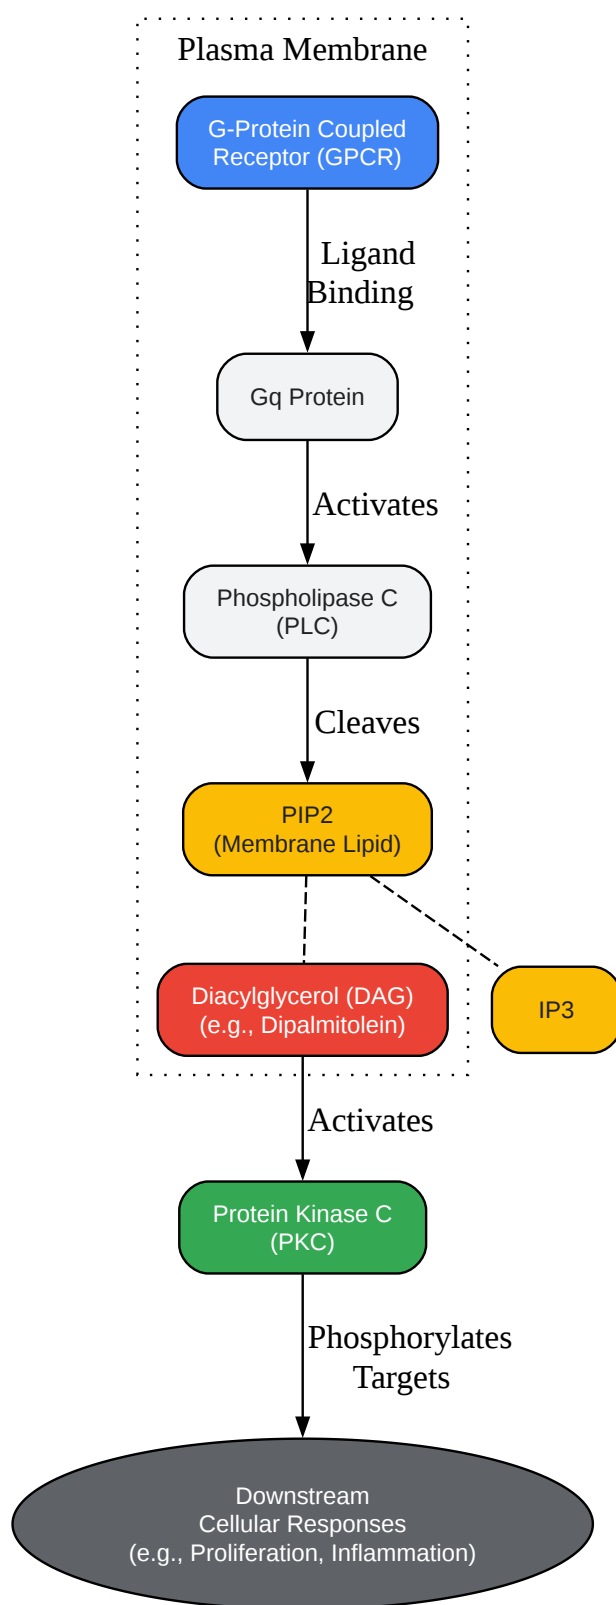 Plasma Membrane
G-Protein Coupled
Receptor (GPCR)
Ligand
Binding
Gq Protein
Activates
Phospholipase C
(PLC)
Cleaves
PIP2
(Membrane Lipid)
Diacylglycerol (DAG)
(e.g., Dipalmitolein)
IP3
Activates
Protein Kinase C
(PKC)
Phosphorylates
Targets
Downstream
Cellular Responses
(e.g., Proliferation, Inflammation)